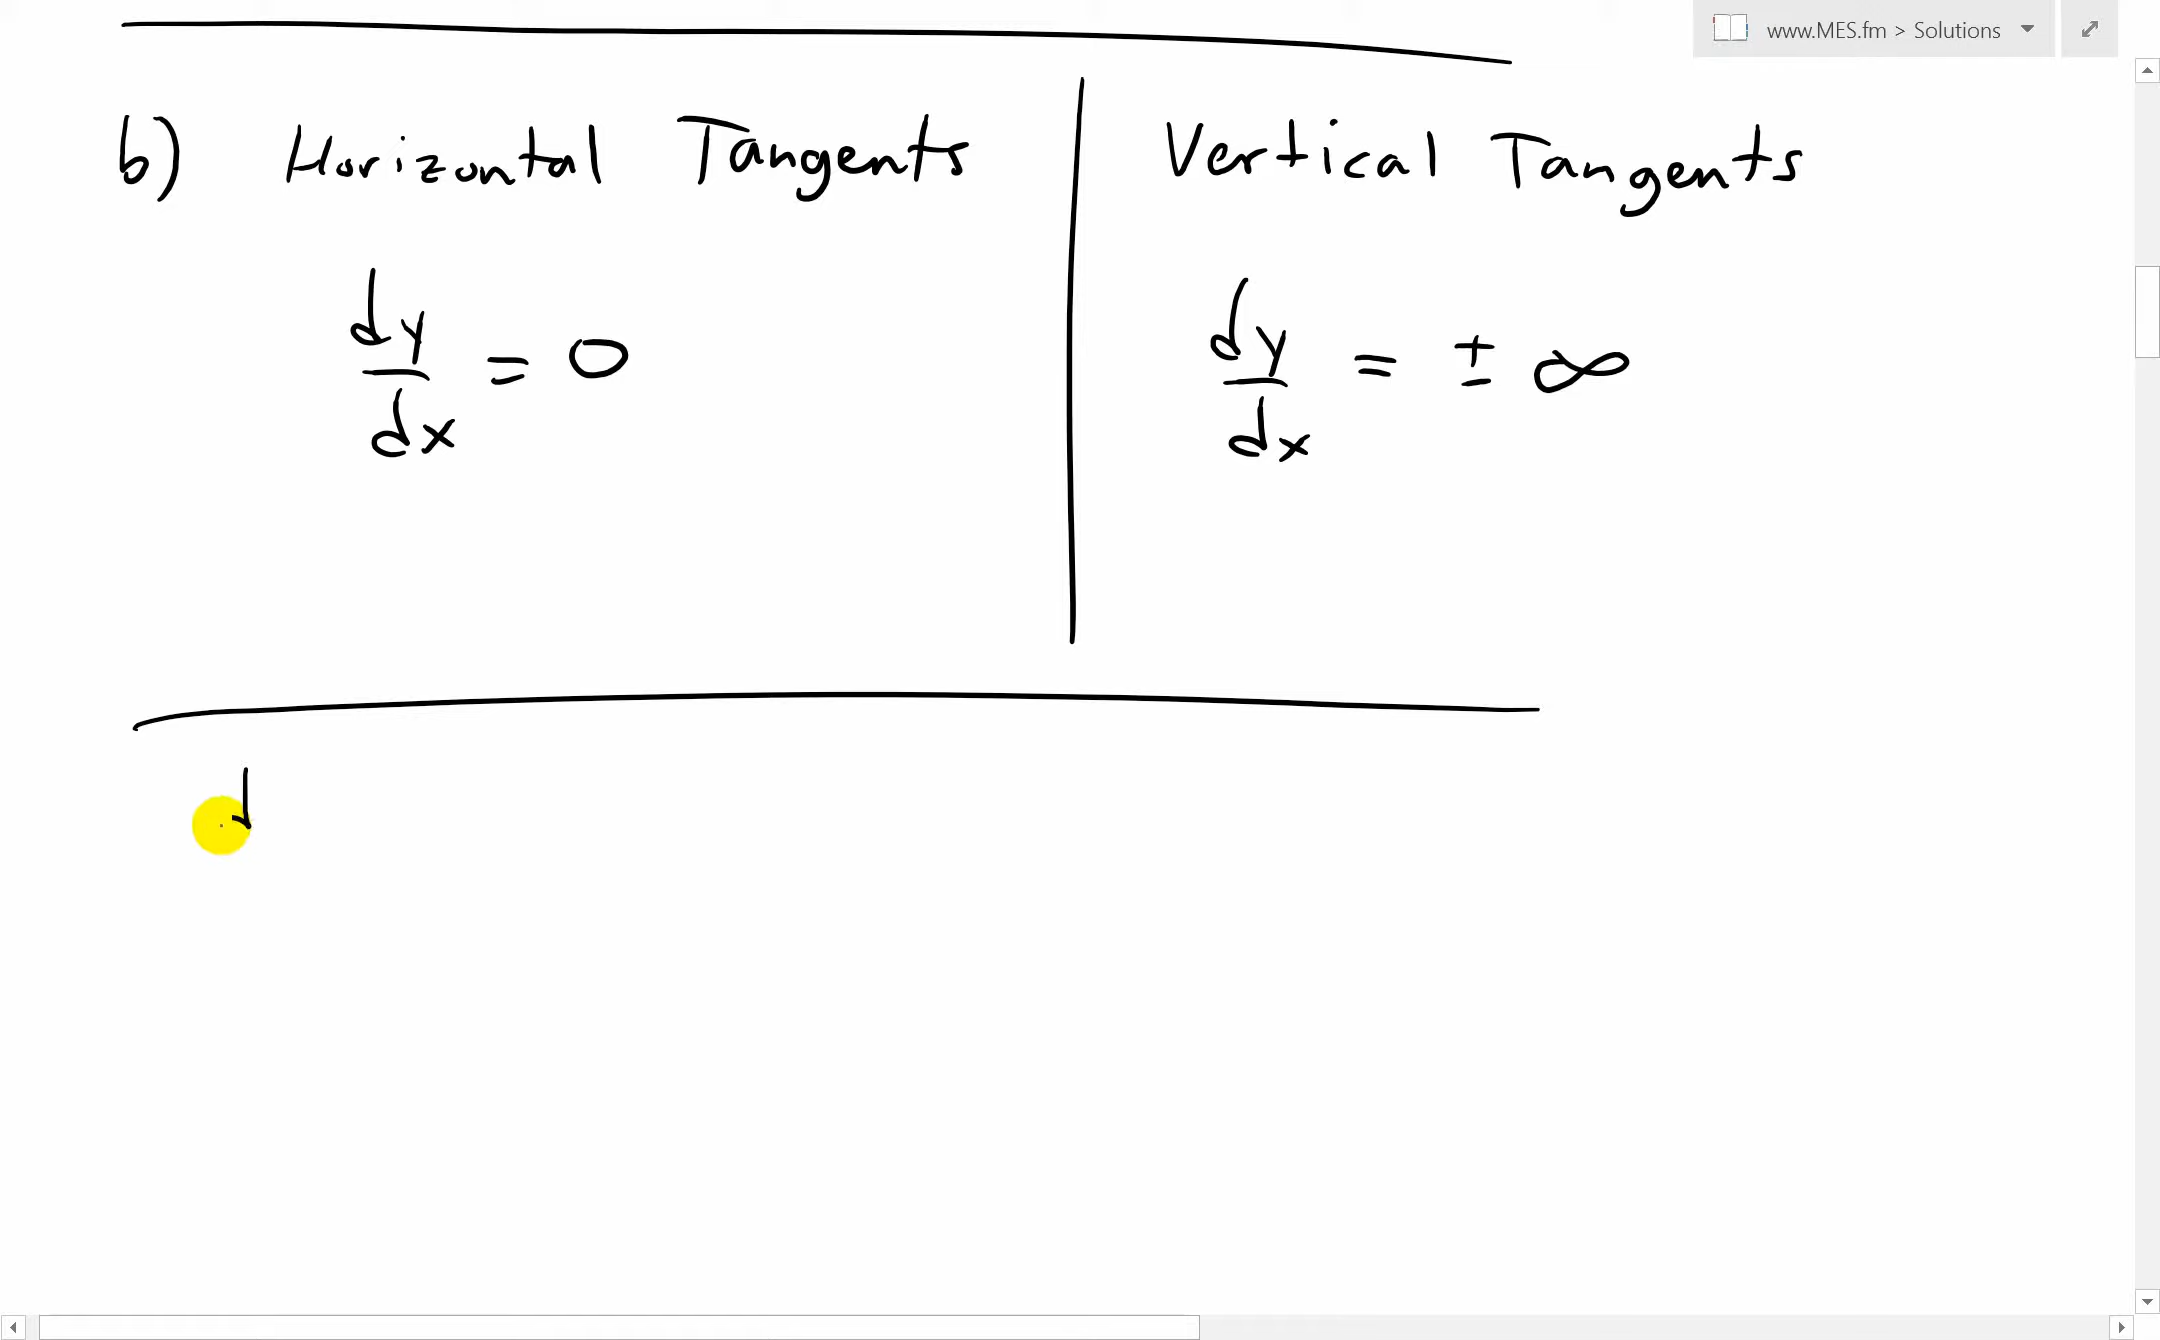 www.MES.fm > Solutions
b) Horizontal Tangents
dy/dx = 0
Vertical Tangents
dy/dx = ± ∞
d